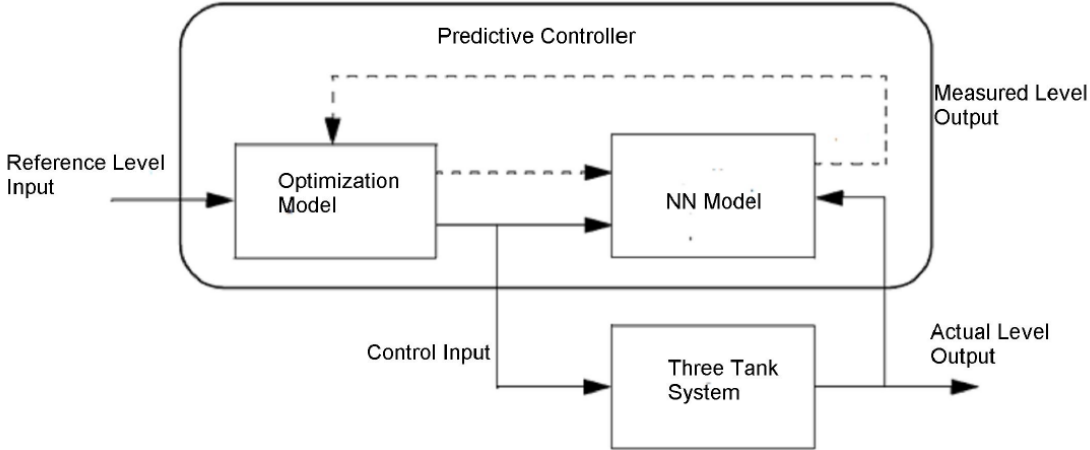 Predictive Controller
Measured Level
Output
Reference Level
Input
Optimization
Model
NN Model
Control Input
Three Tank
System
Actual Level
Output